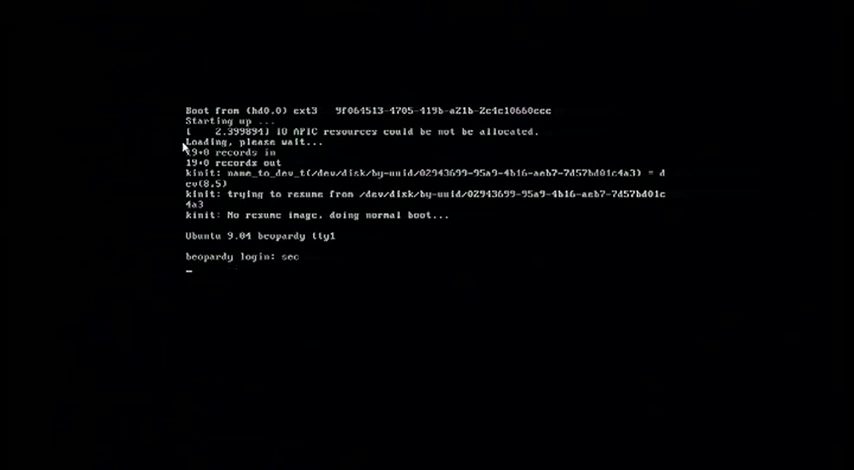 Boot from (hd0,0) ext3   9f064513-4705-419b-a21b-2c4c10660ccc
Starting up ...
[    2.399894] IO APIC resources could be not be allocated.
Loading, please wait...
19+0 records in
19+0 records out
kinit: name_to_dev_t(/dev/disk/by-uuid/02943699-95a9-4b16-aeb7-7d57bd01c4a3) = d
ev(8,5)
kinit: trying to resume from /dev/disk/by-uuid/02943699-95a9-4b16-aeb7-7d57bd01c
4a3
kinit: No resume image, doing normal boot...
Ubuntu 9.04 beopardy tty1
beopardy login: sec